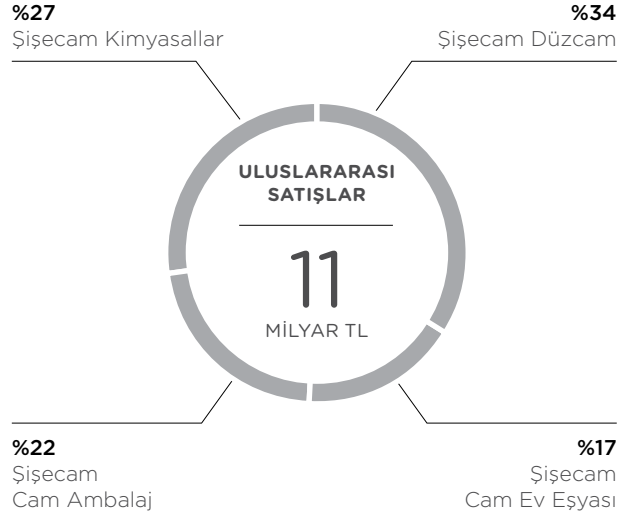 %27
Şişecam Kimyasallar
%34
Şişecam Düzcam
ULUSLARARASI
SATIŞLAR
11
MİLYAR TL
%22
Şişecam
Cam Ambalaj
%17
Şişecam
Cam Ev Eşyası